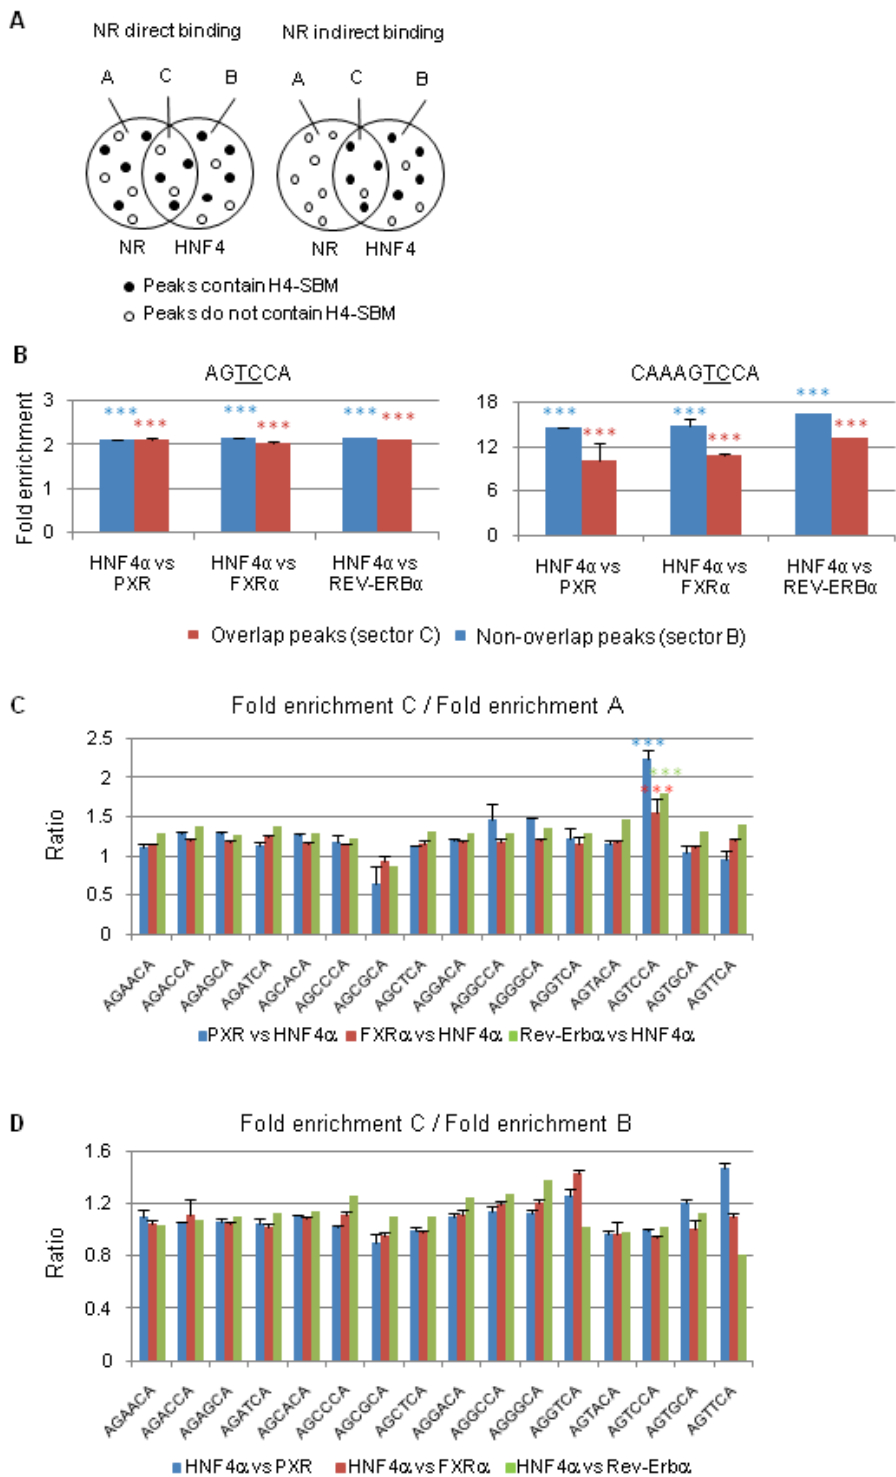 A
NR direct binding NR indirect binding
A C B A C B
NR HNF4 NR HNF4
Peaks contain H4-SBM
Peaks do not contain H4-SBM
B
AGTCCA CAAAGTCCA
Fold enrichment
3
2
1
0
*** *** *** *** *** ***
HNF4α vs PXR
HNF4α vs FXRα
HNF4α vs REV-ERBα
18
12
6
0
*** *** *** *** *** ***
HNF4α vs PXR
HNF4α vs FXRα
HNF4α vs REV-ERBα
Overlap peaks (sector C) Non-overlap peaks (sector B)
C
Fold enrichment C / Fold enrichment A
Ratio
2.5
2
1.5
1
0.5
0
***
***
***
AGAACA AGACCA AGAGCA AGATCA AGCACA AGCCCA AGCGCA AGCTCA AGGACA AGGCCA AGGGCA AGGTCA AGTACA AGTCCA AGTGCA AGTTCA
PXR vs HNF4α FXRα vs HNF4α Rev-Erbα vs HNF4α
D
Fold enrichment C / Fold enrichment B
Ratio
1.6
1.2
0.8
0.4
0
AGAACA AGACCA AGAGCA AGATCA AGCACA AGCCCA AGCGCA AGCTCA AGGACA AGGCCA AGGGCA AGGTCA AGTACA AGTCCA AGTGCA AGTTCA
HNF4α vs PXR HNF4α vs FXRα HNF4α vs Rev-Erbα